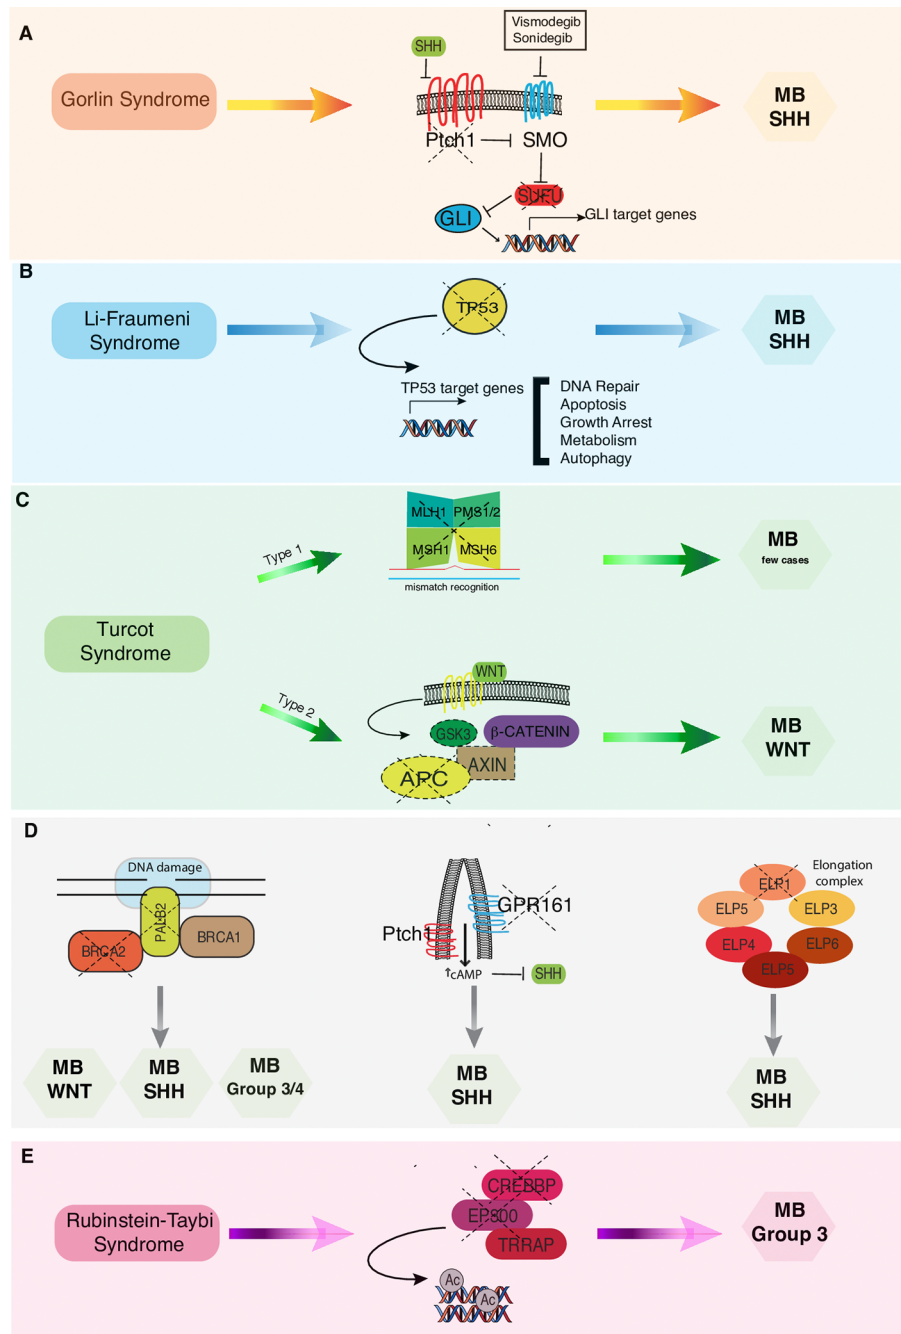 A
Gorlin Syndrome
SHH
Vismodegib
Sonidegib
Ptch1
SMO
SUFU
GLI
GLI target genes
MB
SHH
B
Li-Fraumeni
Syndrome
TP53
TP53 target genes
DNA Repair
Apoptosis
Growth Arrest
Metabolism
Autophagy
MB
SHH
C
Turcot
Syndrome
Type 1
MLH1
PMS1/2
MSH1
MSH6
mismatch recognition
MB
few cases
Type 2
WNT
GSK3
β-CATENIN
AXIN
APC
MB
WNT
D
DNA damage
PALB2
BRCA2
BRCA1
MB
WNT
MB
SHH
MB
Group 3/4
Ptch1
GPR161
↑cAMP
SHH
MB
SHH
Elongation
complex
ELP1
ELP5
ELP3
ELP4
ELP6
ELP5
MB
SHH
E
Rubinstein-Taybi
Syndrome
CREBBP
EP300
TRRAP
Ac
Ac
MB
Group 3